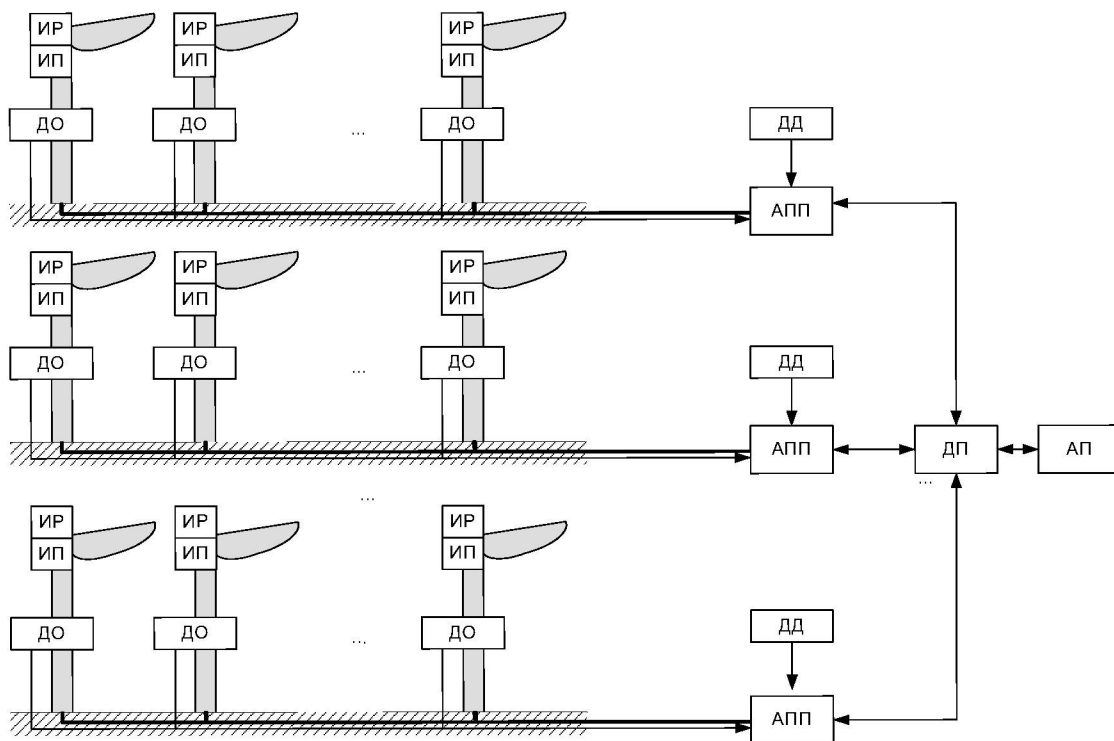 ИР ИР ИР
ИП ИП ИП
ДО ДО ... ДО ДД
АПП
ИР ИР ИР
ИП ИП ИП
ДО ДО ... ДО ДД
АПП ДП АП
...
...
ИР ИР ИР
ИП ИП ИП
ДО ДО ... ДО ДД
АПП